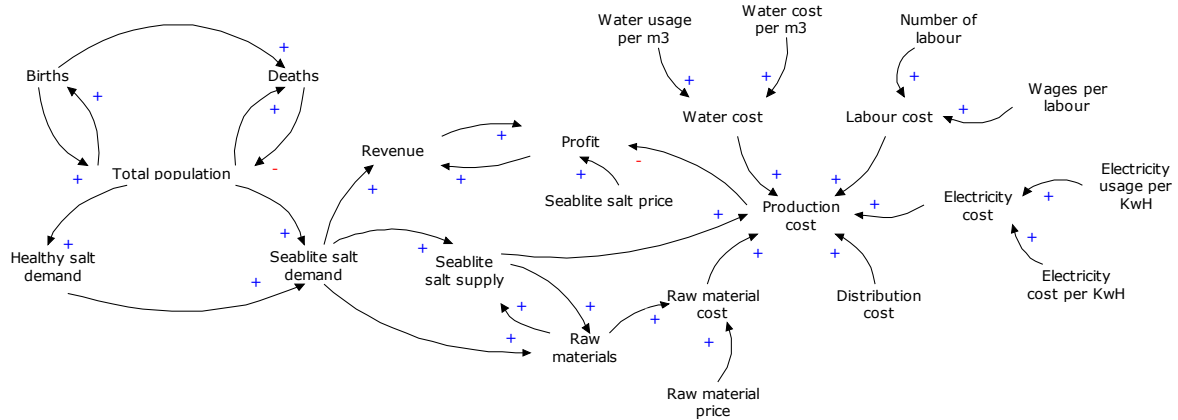 Water usage
per m3
Water cost
per m3
Number of
labour
+
Births
+
Deaths
+
+
+
+
+
Wages per
labour
+
Water cost
Labour cost
+
Revenue
+
Profit
-
Total population
+
-
+
+
+
Seablite salt price
+
+
Electricity
usage per
KwH
+
Electricity
cost
+
Production
cost
+
+
Healthy salt
demand
+
+
Seablite salt
demand
+
Seablite
salt supply
+
+
+
Electricity
cost per KwH
+
+
+
Raw material
cost
Distribution
cost
+
+
Raw
materials
+
Raw material
price